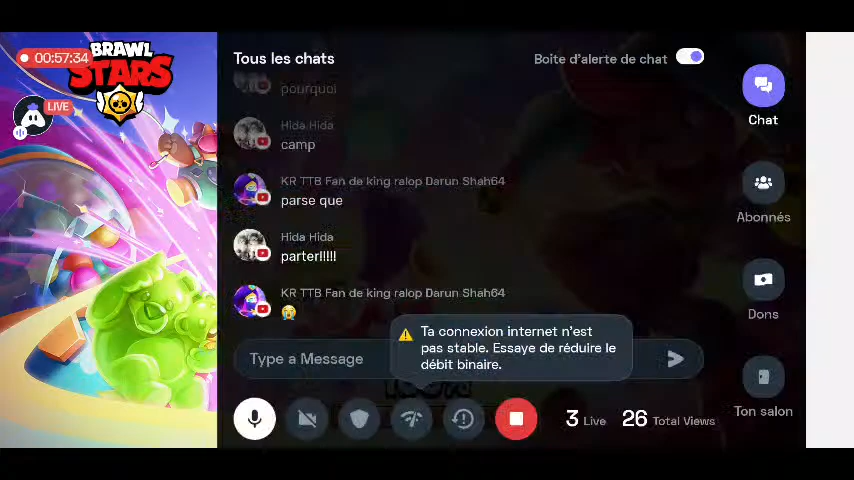 00:57:34
BRAWL
STARS
LIVE
Tous les chats
Boite d'alerte de chat
pourquoi
Hida Hida
camp
KR TTB Fan de king ralop Darun Shah64
parse que
Hida Hida
parter!!!!!
KR TTB Fan de king ralop Darun Shah64
😭
Ta connexion internet n'est
pas stable. Essaye de réduire le
débit binaire.
Type a Message
3 Live
26 Total Views
Chat
Abonnés
Dons
Ton salon